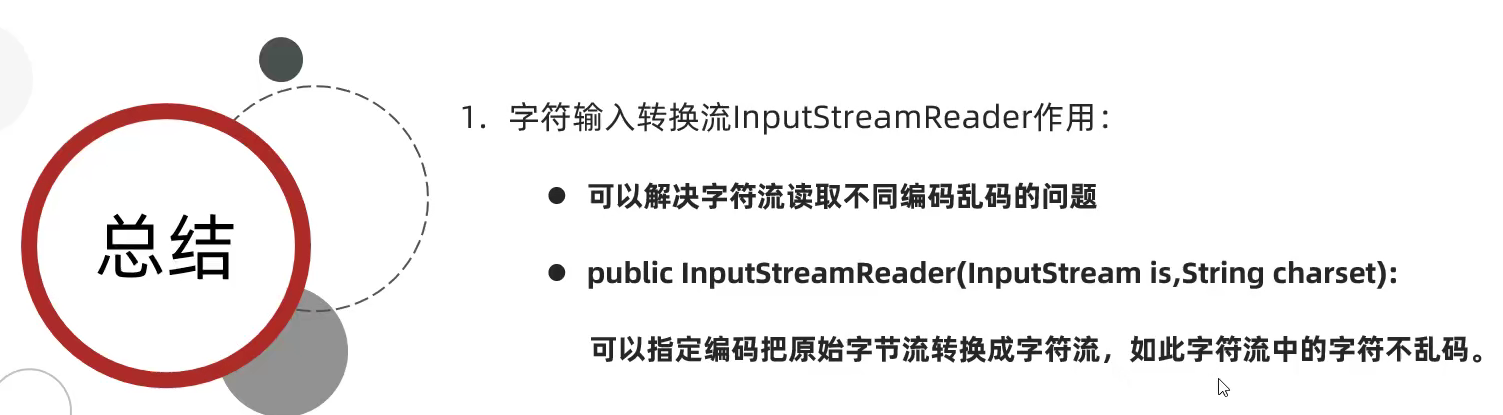 总结
1. 字符输入转换流InputStreamReader作用：
● 可以解决字符流读取不同编码乱码的问题
● public InputStreamReader(InputStream is,String charset):
可以指定编码把原始字节流转换成字符流，如此字符流中的字符不乱码。